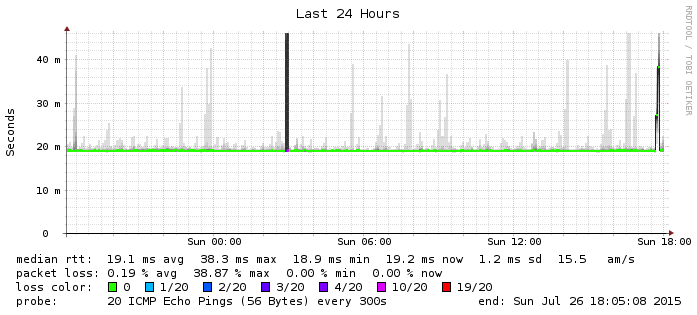 Last 24 Hours
RRDTOOL / TOBI OETIKER
Seconds
40 m
30 m
20 m
10 m
0
Sun 00:00 Sun 06:00 Sun 12:00 Sun 18:00
median rtt: 19.1 ms avg 38.3 ms max 18.9 ms min 19.2 ms now 1.2 ms sd 15.5 am/s
packet loss: 0.19 % avg 38.87 % max 0.00 % min 0.00 % now
loss color: 0 1/20 2/20 3/20 4/20 10/20 19/20
probe: 20 ICMP Echo Pings (56 Bytes) every 300s end: Sun Jul 26 18:05:08 2015